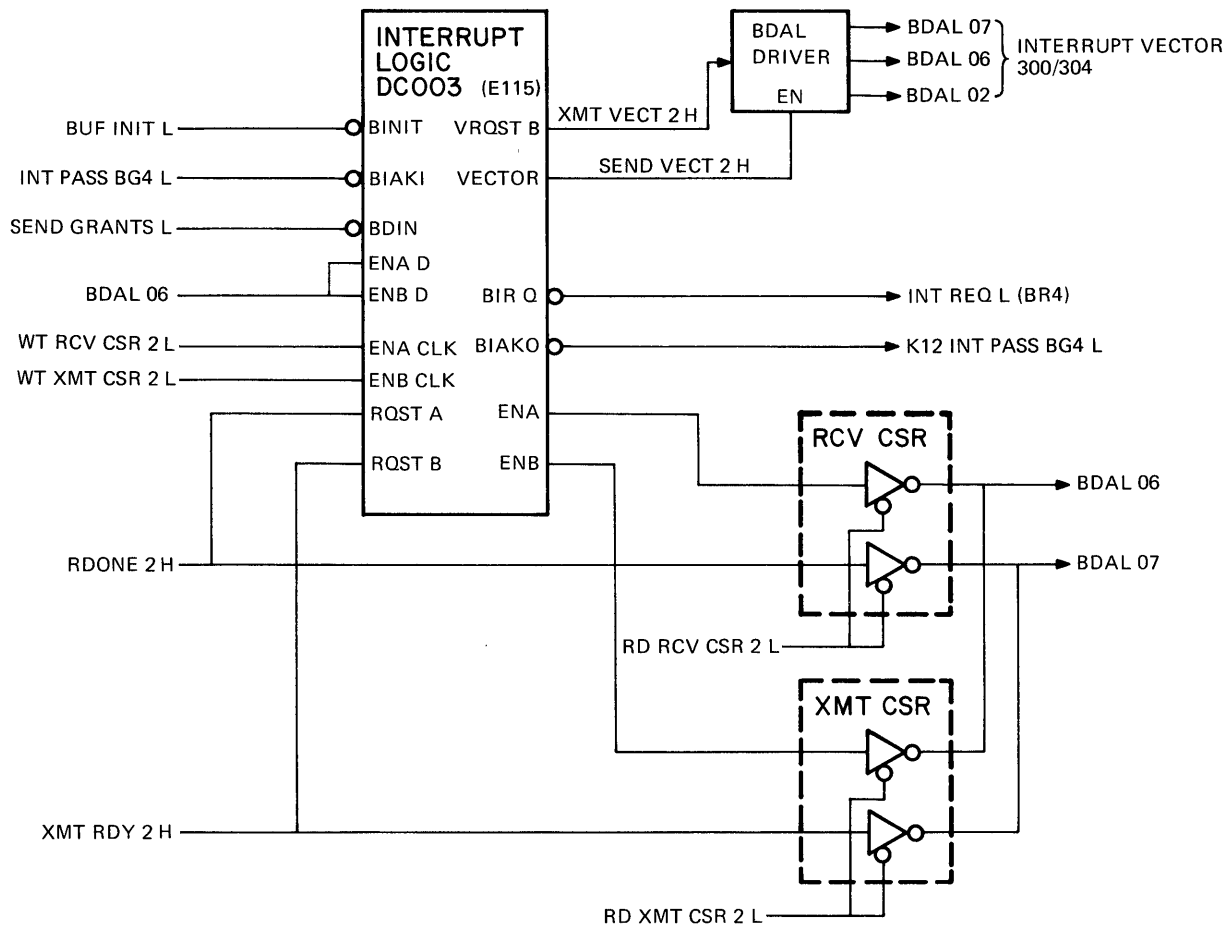 INTERRUPT
LOGIC
DC003 (E115)
BDAL
DRIVER
EN
BDAL 07
BDAL 06
BDAL 02
INTERRUPT VECTOR
300/304
BUF INIT L
BINIT
VRQST B
XMT VECT 2 H
INT PASS BG4 L
BIAKI
VECTOR
SEND VECT 2 H
SEND GRANTS L
BDIN
ENA D
BDAL 06
ENB D
BIR Q
INT REQ L (BR4)
WT RCV CSR 2 L
ENA CLK
BIAKO
K12 INT PASS BG4 L
WT XMT CSR 2 L
ENB CLK
RQST A
ENA
RCV CSR
RQST B
ENB
BDAL 06
RDONE 2 H
BDAL 07
RD RCV CSR 2 L
XMT CSR
XMT RDY 2 H
RD XMT CSR 2 L